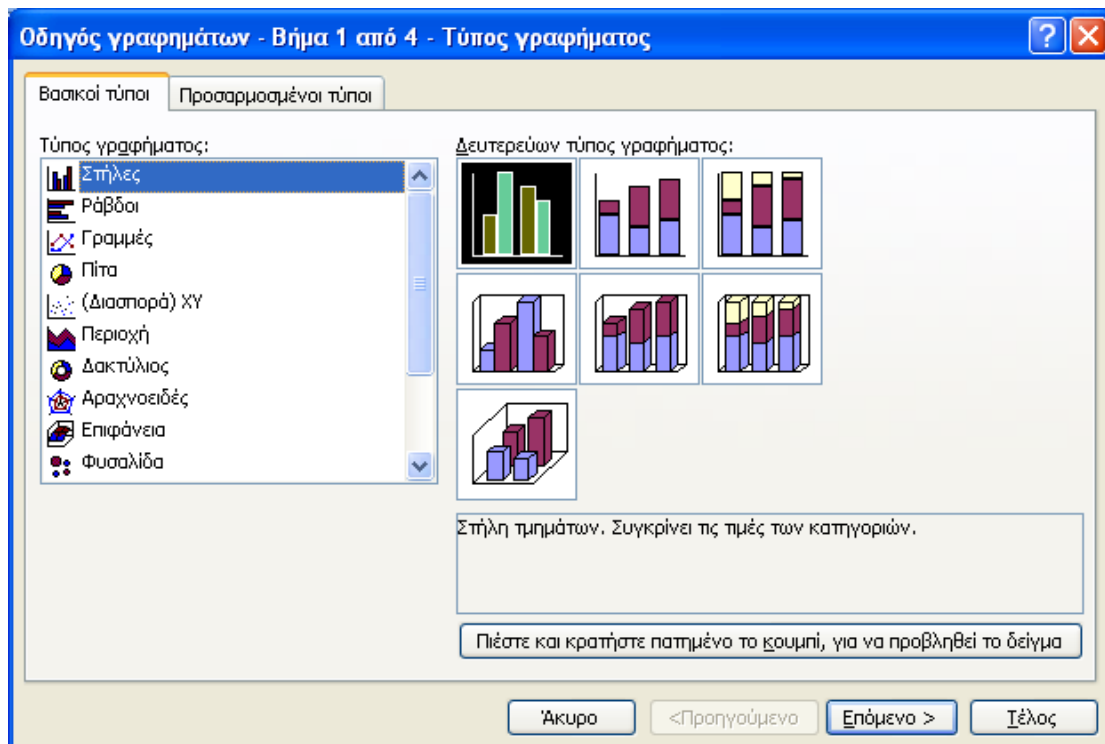 Οδηγός γραφημάτων - Βήμα 1 από 4 - Τύπος γραφήματος
Βασικοί τύποι
Προσαρμοσμένοι τύποι
Τύπος γραφήματος:
Στήλες
Ράβδοι
Γραμμές
Πίτα
(Διασπορά) XY
Περιοχή
Δακτύλιος
Αραχνοειδές
Επιφάνεια
Φυσαλίδα
Δευτερεύων τύπος γραφήματος:
Στήλη τμημάτων. Συγκρίνει τις τιμές των κατηγοριών.
Πιέστε και κρατήστε πατημένο το κουμπί, για να προβληθεί το δείγμα
Άκυρο
<Προηγούμενο
Επόμενο >
Τέλος